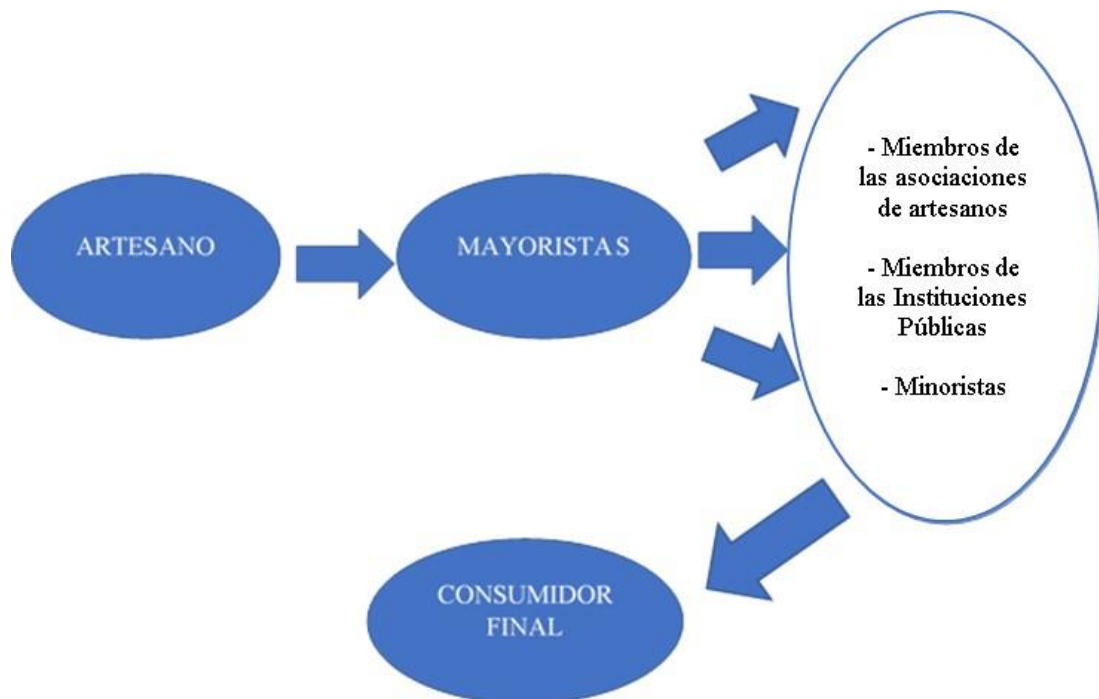 ARTESANO
MAYORISTAS
- Miembros de
las asociaciones
de artesanos
- Miembros de
las Instituciones
Públicas
- Minoristas
CONSUMIDOR
FINAL